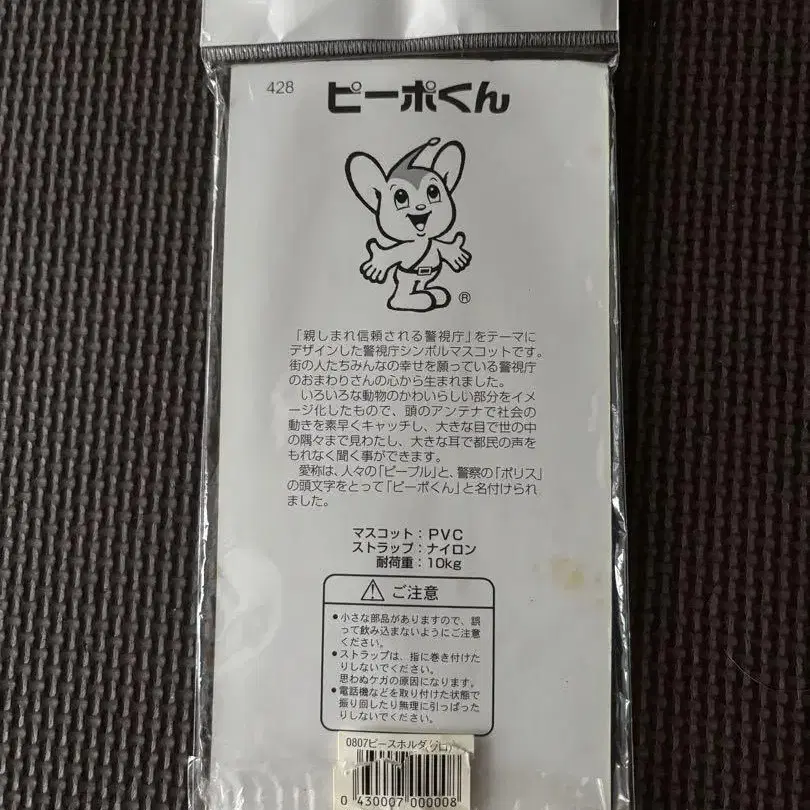 428 ピーポくん
®
「親しまれ信頼される警視庁」をテーマに
デザインした警視庁シンボルマスコットです。
街の人たちみんなの幸せを願っている警視庁
のおまわりさんの心から生まれました。
いろいろな動物のかわいらしい部分をイメ
ージ化したもので、頭のアンテナで社会の
動きを素早くキャッチし、大きな目で世の中
の隅々まで見わたし、大きな耳で都民の声を
もれなく聞く事ができます。
愛称は、人々の「ピープル」と、警察の「ポリス」
の頭文字をとって「ピーポくん」と名付けられ
ました。
マスコット：PVC
ストラップ：ナイロン
耐荷重：10kg
ご注意
●小さな部品がありますので、誤
って飲み込まないようにご注意
ください。
●ストラップは、指に巻き付けた
りしないでください。
思わぬケガの原因になります。
●電話機などを取り付けた状態で
振り回したり無理に引っぱった
りしないでください。
0807ピースホルダ
0 430007 000008